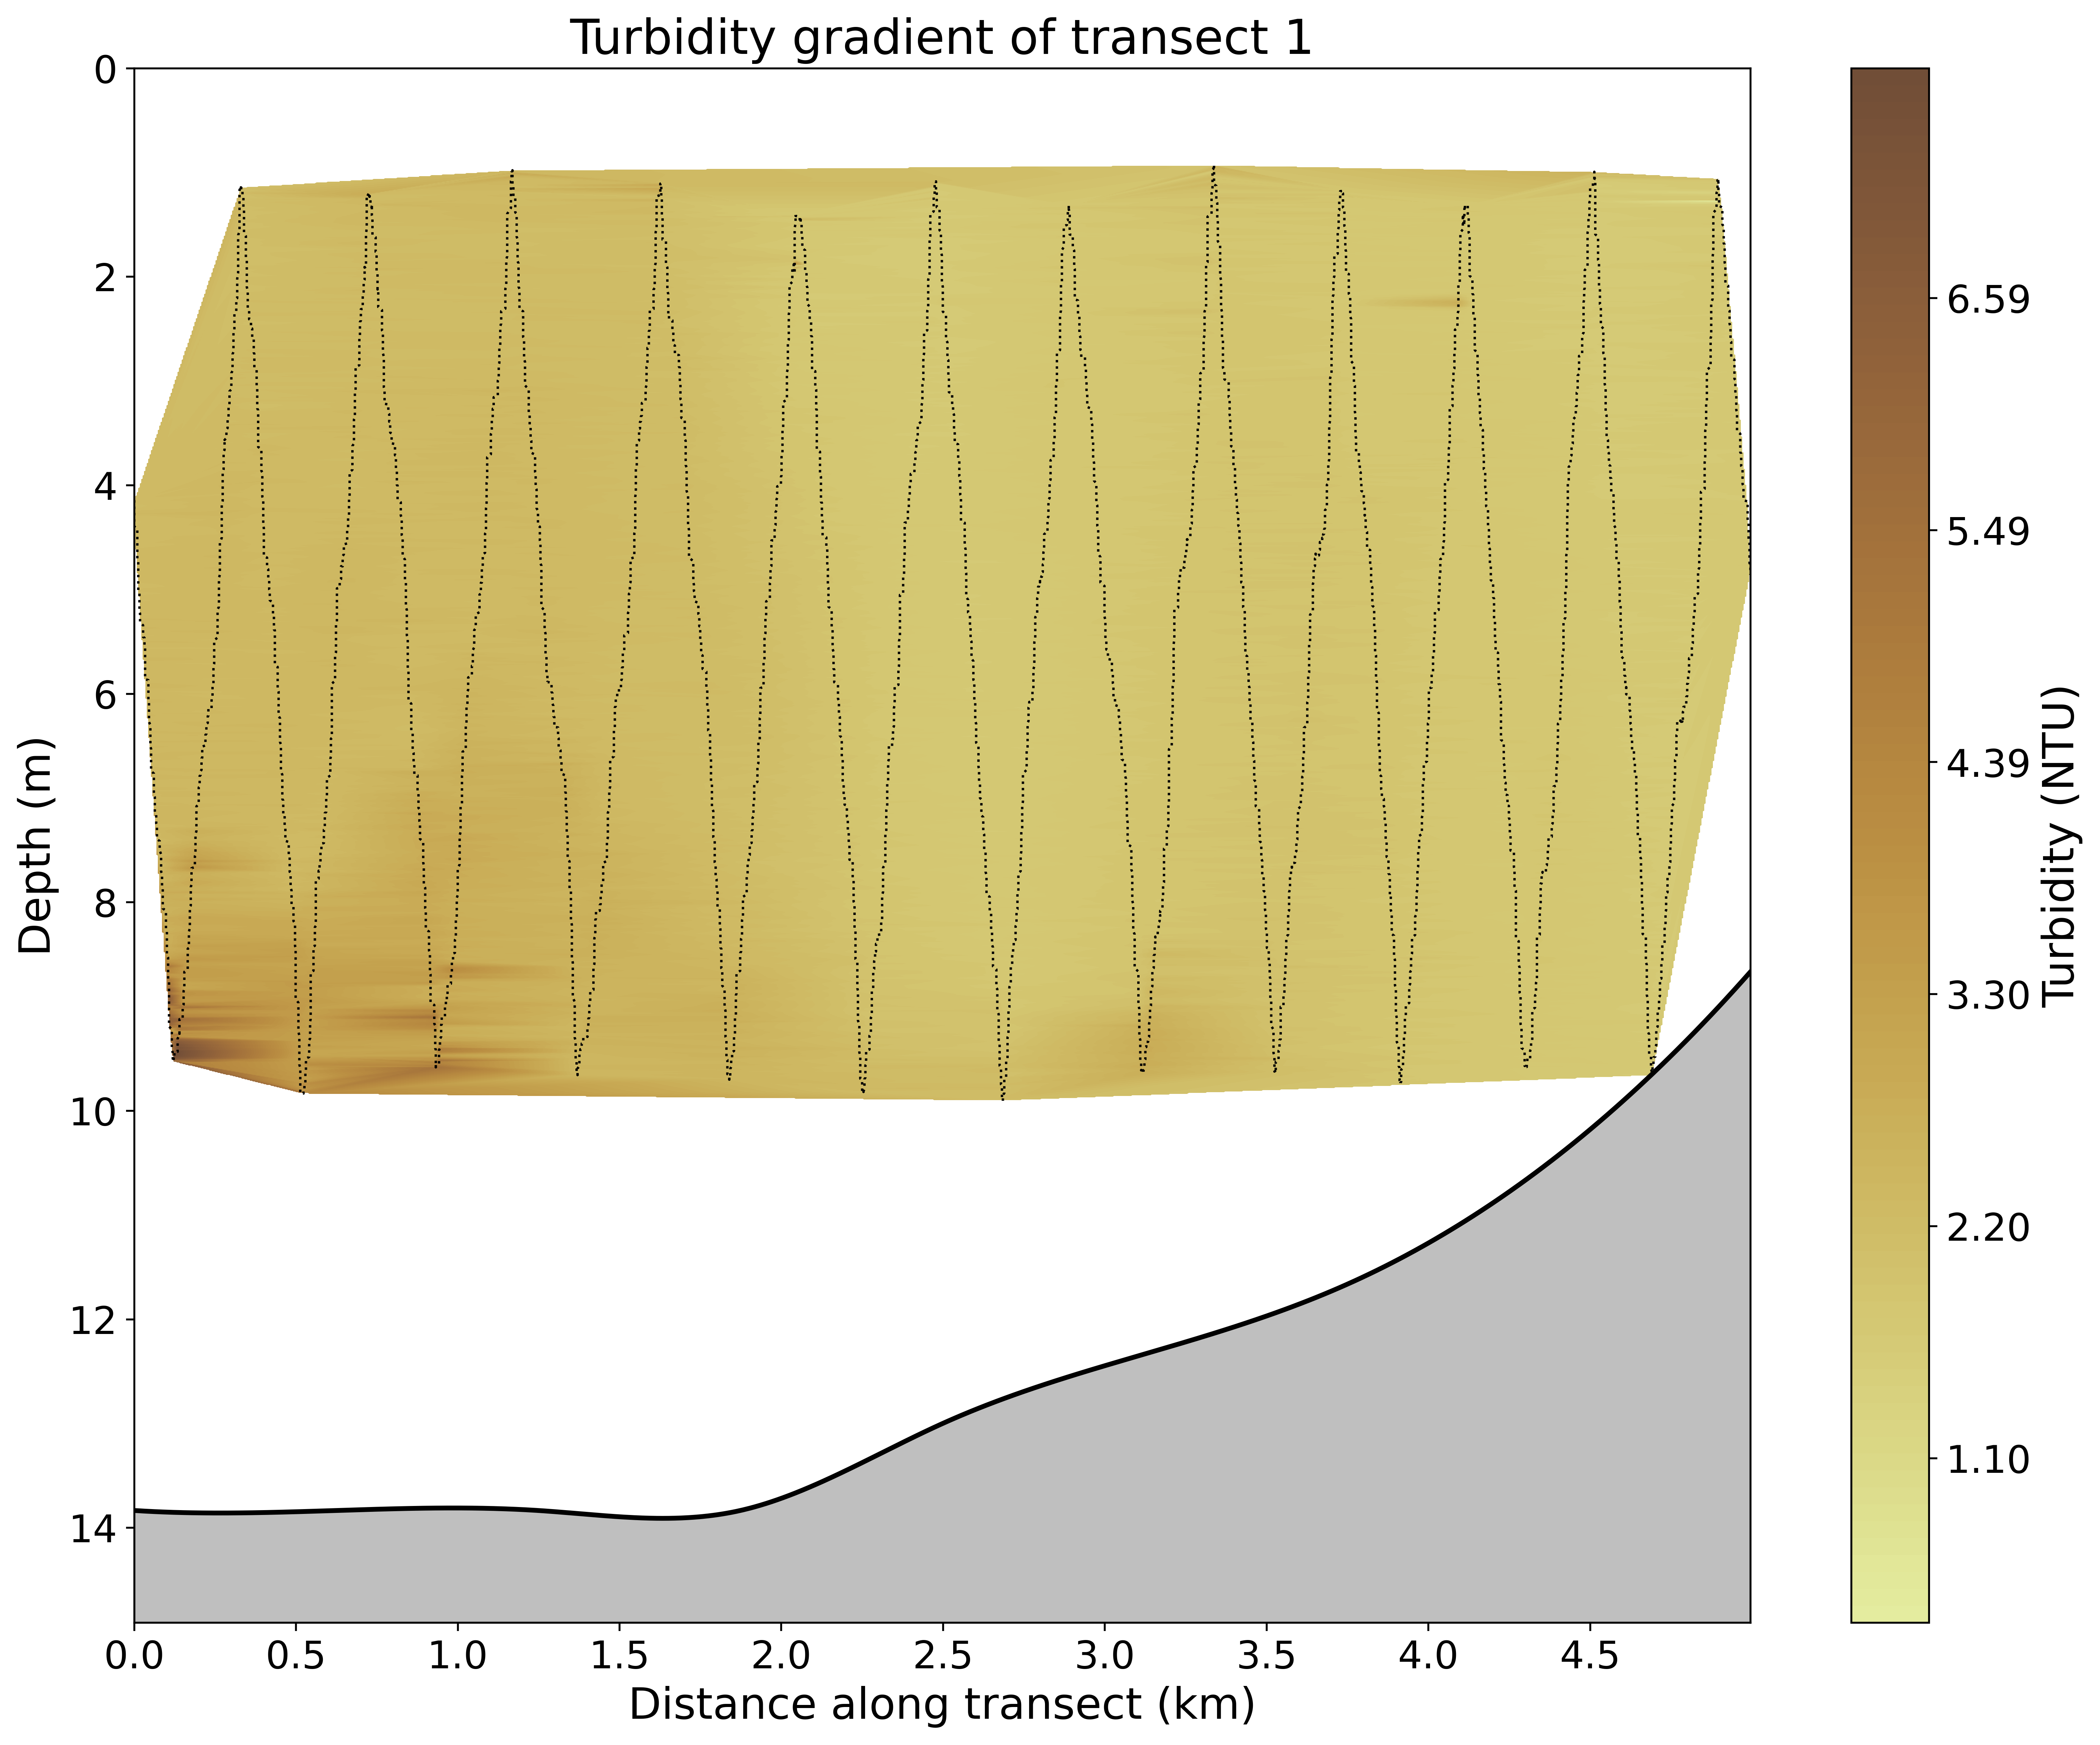 Turbidity gradient of transect 1
0
2
4
6
8
10
12
14
Depth (m)
0.0 0.5 1.0 1.5 2.0 2.5 3.0 3.5 4.0 4.5
Distance along transect (km)
6.59
5.49
4.39
3.30
2.20
1.10
Turbidity (NTU)